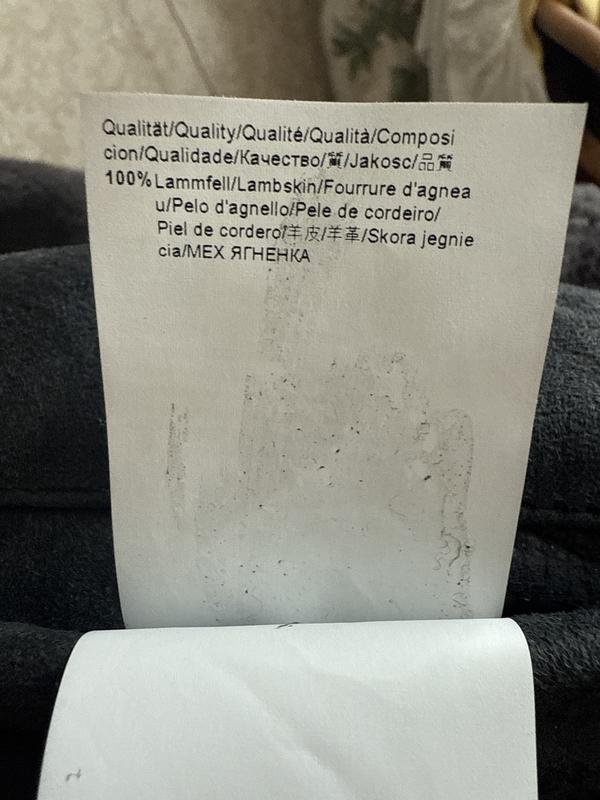 Qualität/Quality/Qualité/Qualità/Composi
cion/Qualidade/Качество/質/Jakosc/品質
100% Lammfell/Lambskin/Fourrure d'agnea
u/Pelo d'agnello/Pele de cordeiro/
Piel de cordero/羊皮/羊革/Skora jegnie
cia/МЕХ ЯГНЕНКА